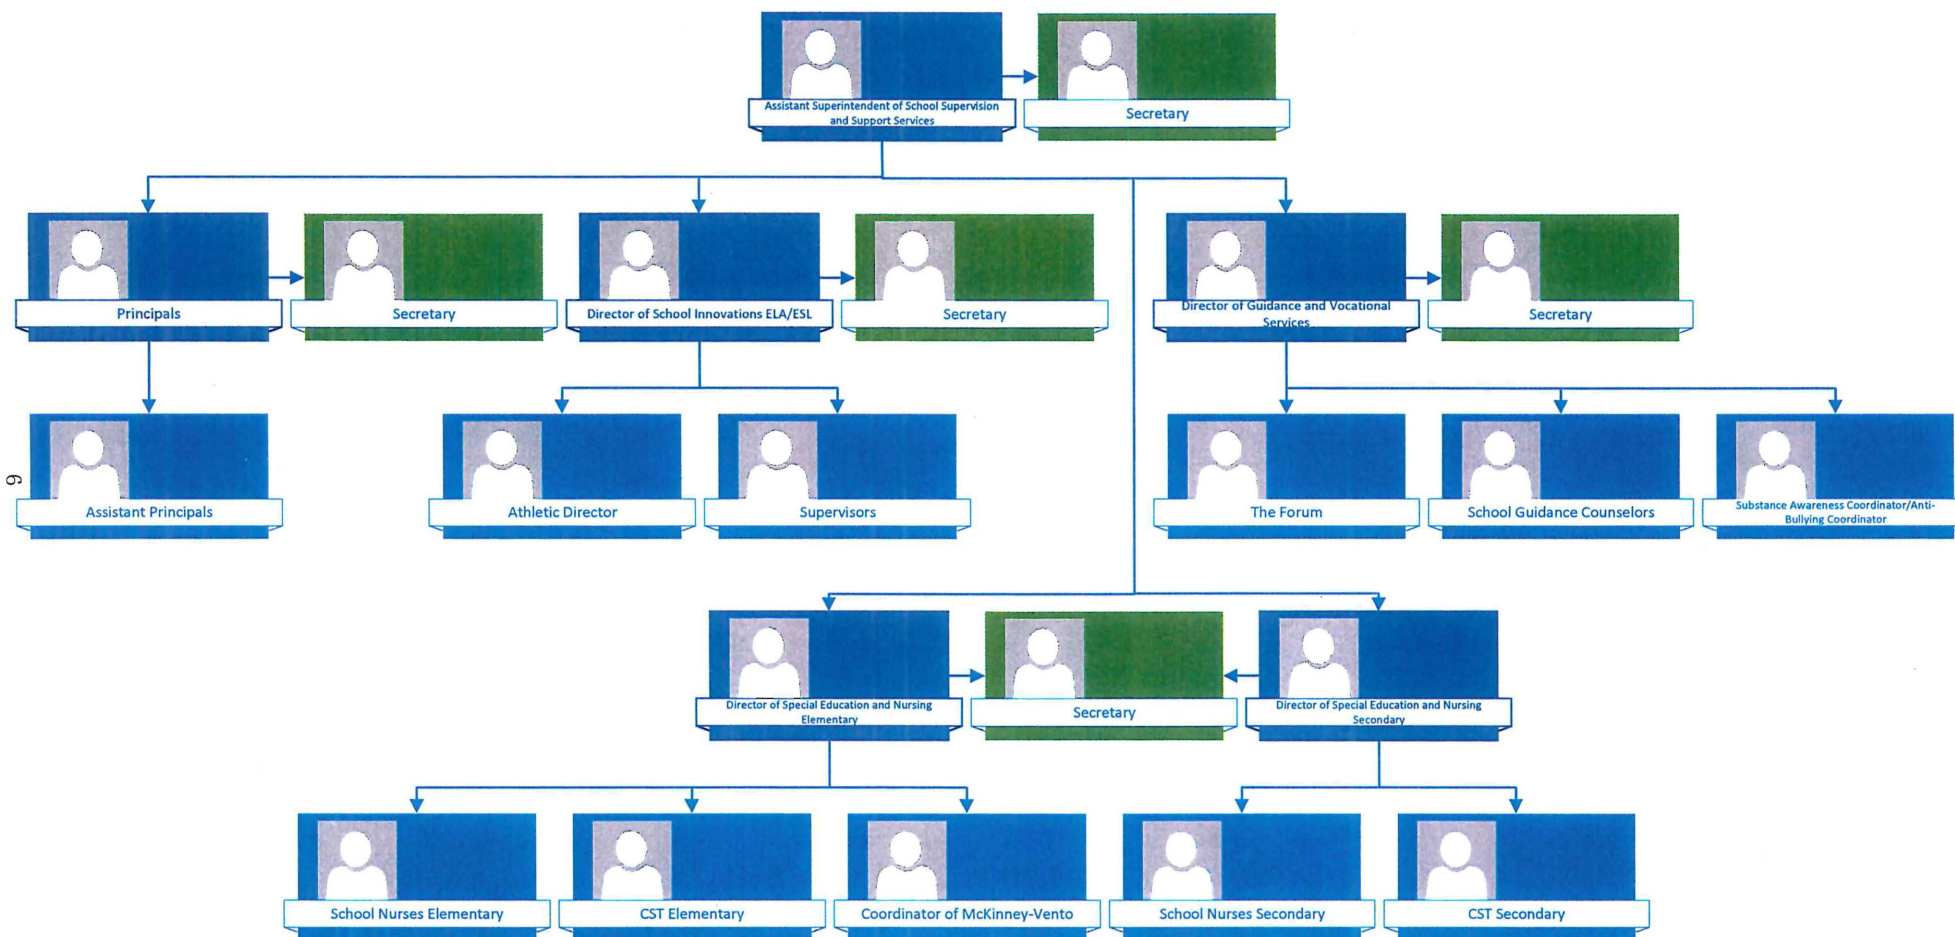 Assistant Superintendent of School Supervision
and Support Services
Secretary
Principals
Secretary
Director of School Innovations ELA/ESL
Secretary
Director of Guidance and Vocational
Services
Secretary
Assistant Principals
Athletic Director
Supervisors
The Forum
School Guidance Counselors
Substance Awareness Coordinator/Anti-
Bullying Coordinator
9
Director of Special Education and Nursing
Elementary
Secretary
Director of Special Education and Nursing
Secondary
School Nurses Elementary
CST Elementary
Coordinator of McKinney-Vento
School Nurses Secondary
CST Secondary